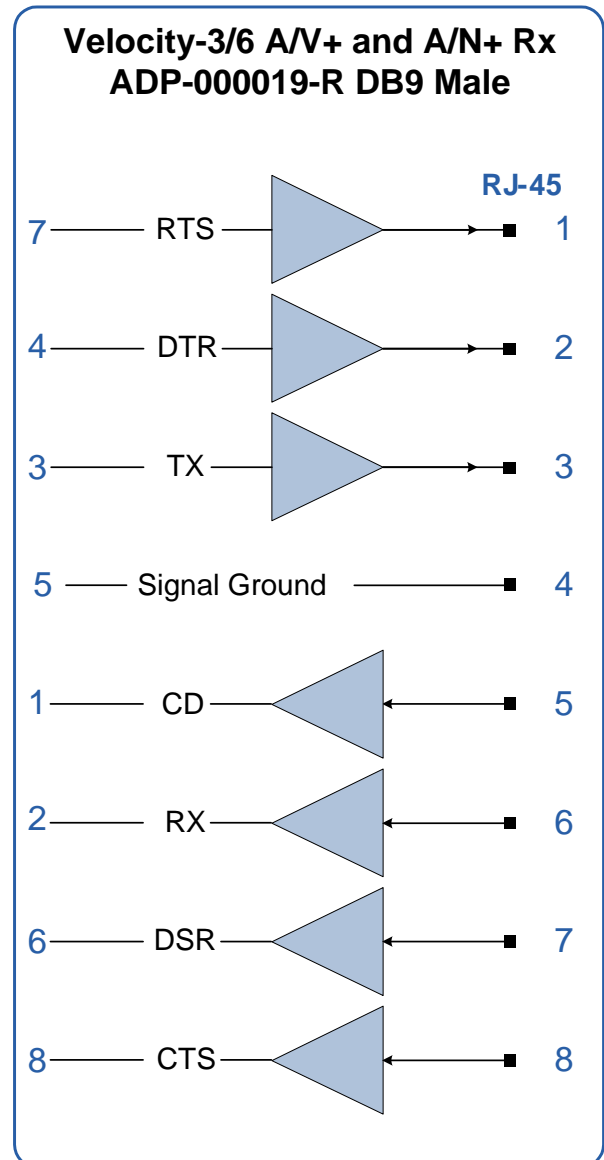 Velocity-3/6 A/V+ and A/N+ Rx
ADP-000019-R DB9 Male
RJ-45
7 RTS 1
4 DTR 2
3 TX 3
5 Signal Ground 4
1 CD 5
2 RX 6
6 DSR 7
8 CTS 8